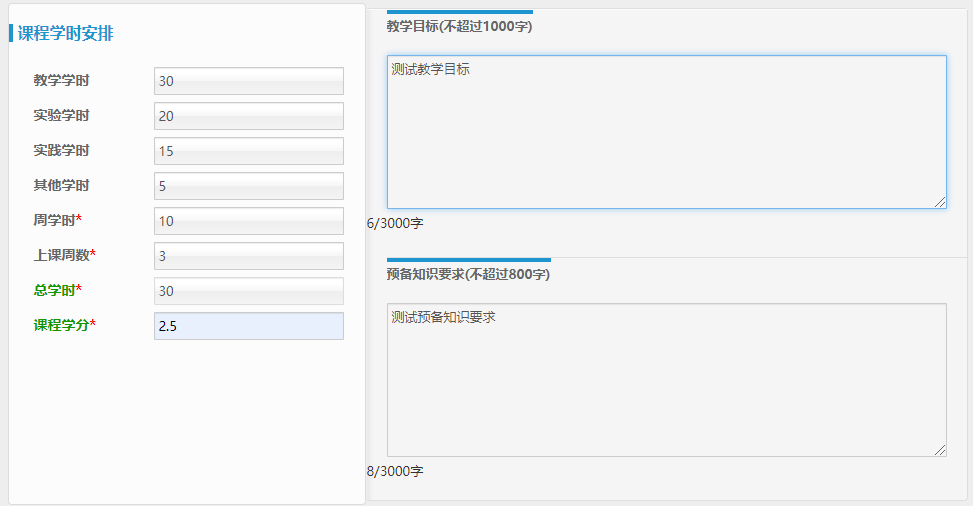 课程学时安排
教学学时 30
实验学时 20
实践学时 15
其他学时 5
周学时* 10
上课周数* 3
总学时* 30
课程学分* 2.5
教学目标(不超过1000字)
测试教学目标
6/3000字
预备知识要求(不超过800字)
测试预备知识要求
8/3000字